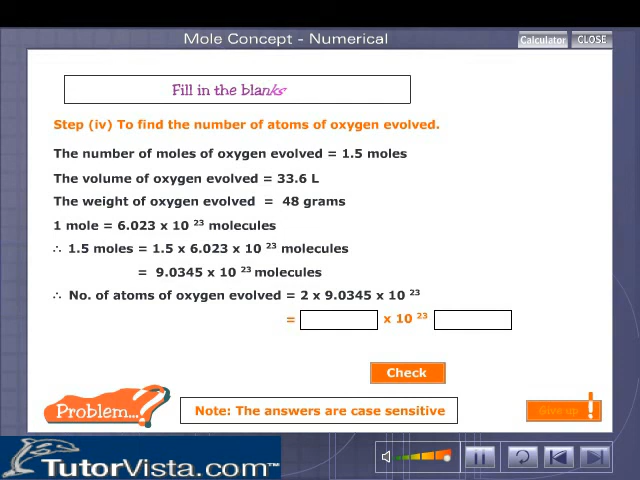 Mole Concept - Numerical
Calculator
CLOSE
Fill in the blanks
Step (iv) To find the number of atoms of oxygen evolved.
The number of moles of oxygen evolved = 1.5 moles
The volume of oxygen evolved = 33.6 L
The weight of oxygen evolved = 48 grams
1 mole = 6.023 x 10 23 molecules
∴ 1.5 moles = 1.5 x 6.023 x 10 23 molecules
= 9.0345 x 10 23 molecules
∴ No. of atoms of oxygen evolved = 2 x 9.0345 x 10 23
= x 10 23
Check
Problem...?
Note: The answers are case sensitive
Give up !
TutorVista.com™